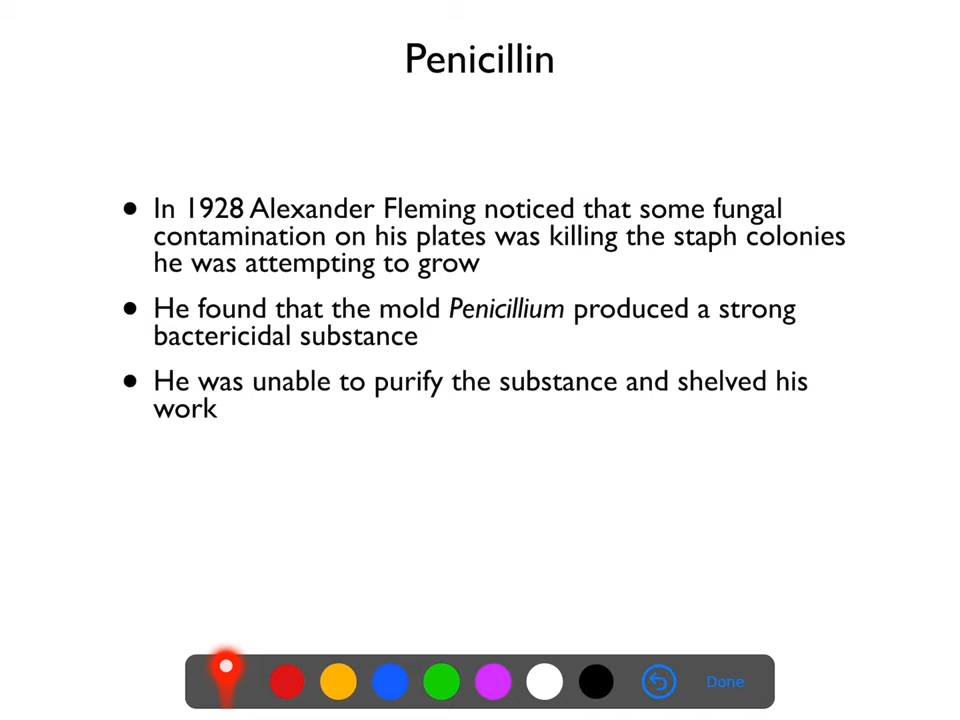 Penicillin
• In 1928 Alexander Fleming noticed that some fungal
contamination on his plates was killing the staph colonies
he was attempting to grow
• He found that the mold Penicillium produced a strong
bactericidal substance
• He was unable to purify the substance and shelved his
work
Done